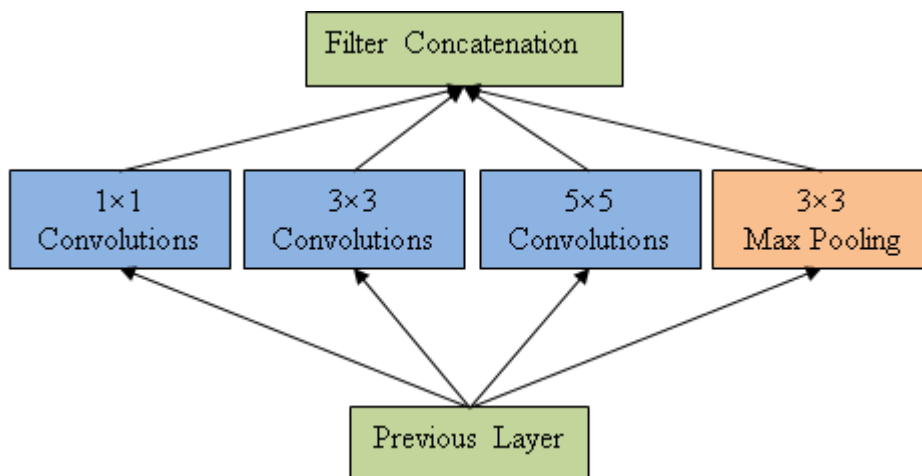 Filter Concatenation
1×1
Convolutions
3×3
Convolutions
5×5
Convolutions
3×3
Max Pooling
Previous Layer